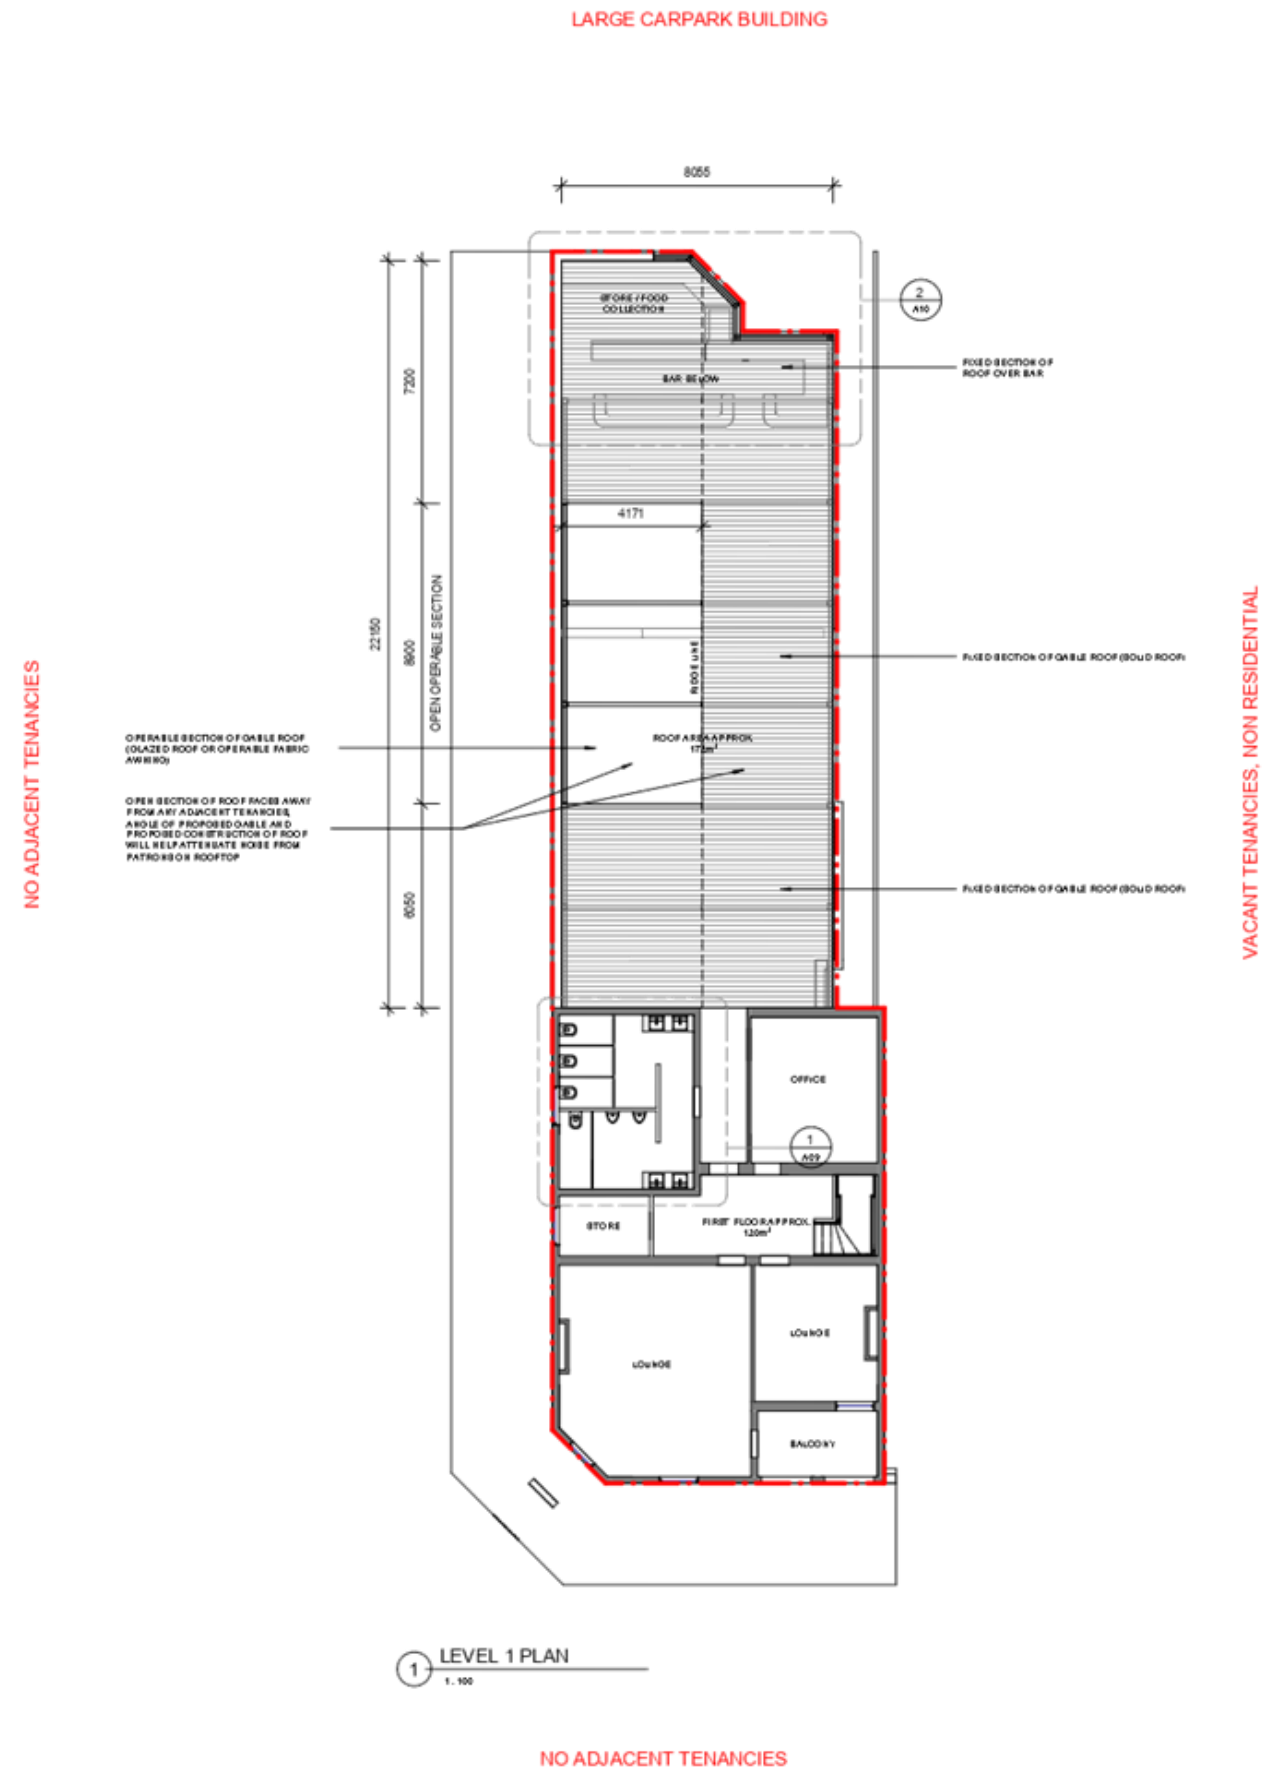 LARGE CARPARK BUILDING
8055
STORE / FOOD
COLLECTION
2
A10
FIXED SECTION OF
ROOF OVER BAR
BAR BELOW
7200
4171
22150
8900
OPEN OPERABLE SECTION
RIDGE LINE
FIXED SECTION OF GABLE ROOF (SOLID ROOF)
NO ADJACENT TENANCIES
VACANT TENANCIES, NON RESIDENTIAL
OPERABLE SECTION OF GABLE ROOF
(GLAZED ROOF OR OPERABLE FABRIC
AWNING)
ROOF AREA APPROX.
OPEN SECTION OF ROOF FACES AWAY
FROM ANY ADJACENT TENANCIES,
ANGLE OF PROPOSED GABLE AND
PROPOSED CONSTRUCTION OF ROOF
WILL HELP ATTENUATE NOISE FROM
PATRONS ON ROOFTOP
6050
FIXED SECTION OF GABLE ROOF (SOLID ROOF)
OFFICE
1
A09
STORE
FIRST FLOOR APPROX.
120m²
LOUNGE
LOUNGE
BALCONY
1
LEVEL 1 PLAN
1 : 100
NO ADJACENT TENANCIES